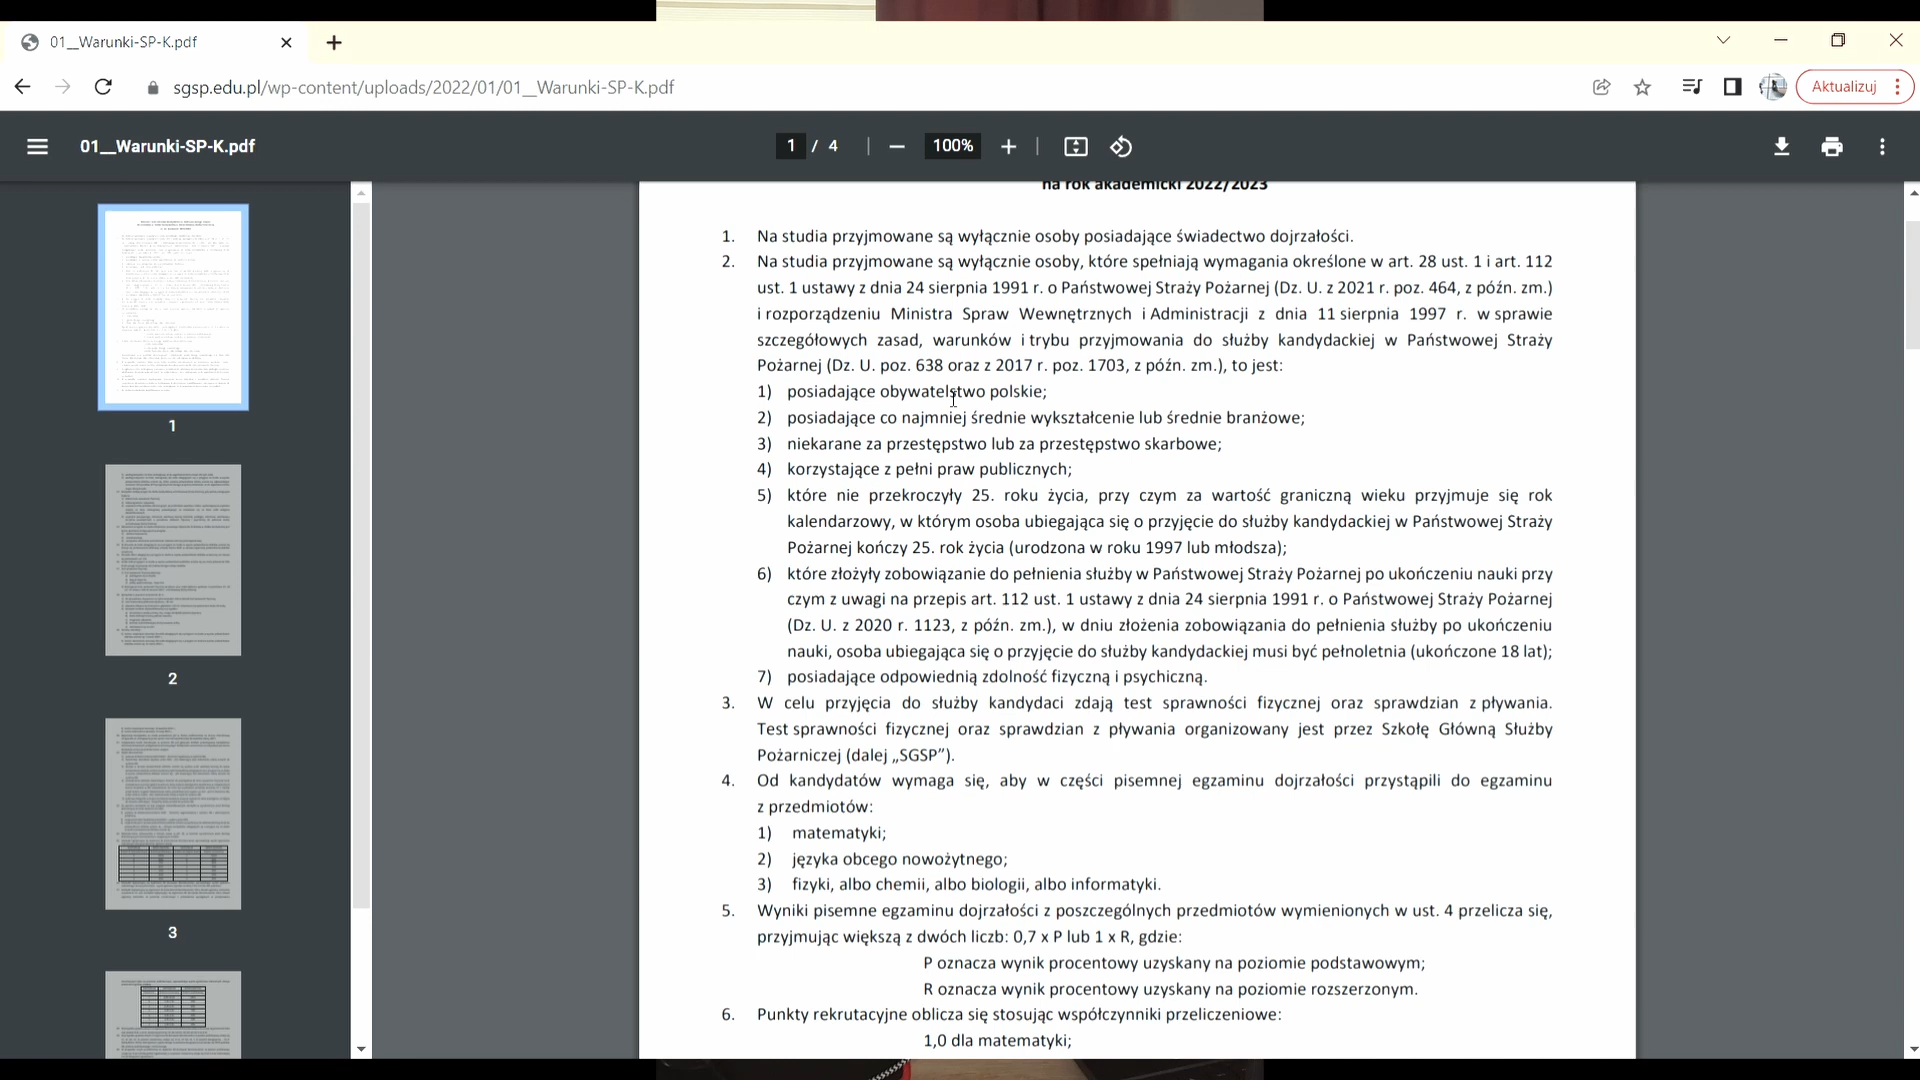 01__Warunki-SP-K.pdf
sgsp.edu.pl/wp-content/uploads/2022/01/01__Warunki-SP-K.pdf
Aktualizuj
01__Warunki-SP-K.pdf
1 / 4
100%
1
2
3
na rok akademicki 2022/2023
1. Na studia przyjmowane są wyłącznie osoby posiadające świadectwo dojrzałości.
2. Na studia przyjmowane są wyłącznie osoby, które spełniają wymagania określone w art. 28 ust. 1 i art. 112
ust. 1 ustawy z dnia 24 sierpnia 1991 r. o Państwowej Straży Pożarnej (Dz. U. z 2021 r. poz. 464, z późn. zm.)
i rozporządzeniu Ministra Spraw Wewnętrznych i Administracji z dnia 11 sierpnia 1997 r. w sprawie
szczegółowych zasad, warunków i trybu przyjmowania do służby kandydackiej w Państwowej Straży
Pożarnej (Dz. U. poz. 638 oraz z 2017 r. poz. 1703, z późn. zm.), to jest:
1) posiadające obywatelstwo polskie;
2) posiadające co najmniej średnie wykształcenie lub średnie branżowe;
3) niekarane za przestępstwo lub za przestępstwo skarbowe;
4) korzystające z pełni praw publicznych;
5) które nie przekroczyły 25. roku życia, przy czym za wartość graniczną wieku przyjmuje się rok
kalendarzowy, w którym osoba ubiegająca się o przyjęcie do służby kandydackiej w Państwowej Straży
Pożarnej kończy 25. rok życia (urodzona w roku 1997 lub młodsza);
6) które złożyły zobowiązanie do pełnienia służby w Państwowej Straży Pożarnej po ukończeniu nauki przy
czym z uwagi na przepis art. 112 ust. 1 ustawy z dnia 24 sierpnia 1991 r. o Państwowej Straży Pożarnej
(Dz. U. z 2020 r. 1123, z późn. zm.), w dniu złożenia zobowiązania do pełnienia służby po ukończeniu
nauki, osoba ubiegająca się o przyjęcie do służby kandydackiej musi być pełnoletnia (ukończone 18 lat);
7) posiadające odpowiednią zdolność fizyczną i psychiczną.
3. W celu przyjęcia do służby kandydaci zdają test sprawności fizycznej oraz sprawdzian z pływania.
Test sprawności fizycznej oraz sprawdzian z pływania organizowany jest przez Szkołę Główną Służby
Pożarniczej (dalej „SGSP”).
4. Od kandydatów wymaga się, aby w części pisemnej egzaminu dojrzałości przystąpili do egzaminu
z przedmiotów:
1) matematyki;
2) języka obcego nowożytnego;
3) fizyki, albo chemii, albo biologii, albo informatyki.
5. Wyniki pisemne egzaminu dojrzałości z poszczególnych przedmiotów wymienionych w ust. 4 przelicza się,
przyjmując większą z dwóch liczb: 0,7 x P lub 1 x R, gdzie:
P oznacza wynik procentowy uzyskany na poziomie podstawowym;
R oznacza wynik procentowy uzyskany na poziomie rozszerzonym.
6. Punkty rekrutacyjne oblicza się stosując współczynniki przeliczeniowe:
1,0 dla matematyki;